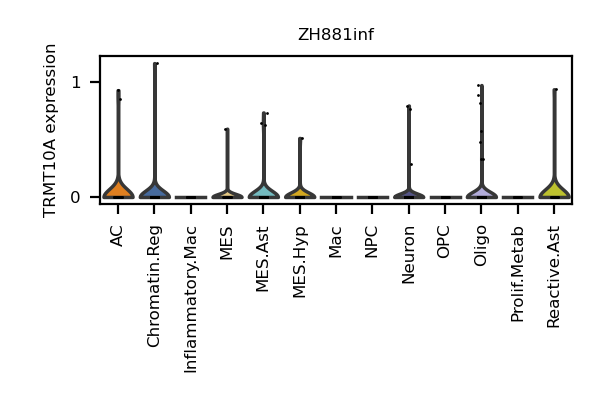 ZH881inf
TRMT10A expression
1
0
AC
Chromatin.Reg
Inflammatory.Mac
MES
MES.Ast
MES.Hyp
Mac
NPC
Neuron
OPC
Oligo
Prolif.Metab
Reactive.Ast